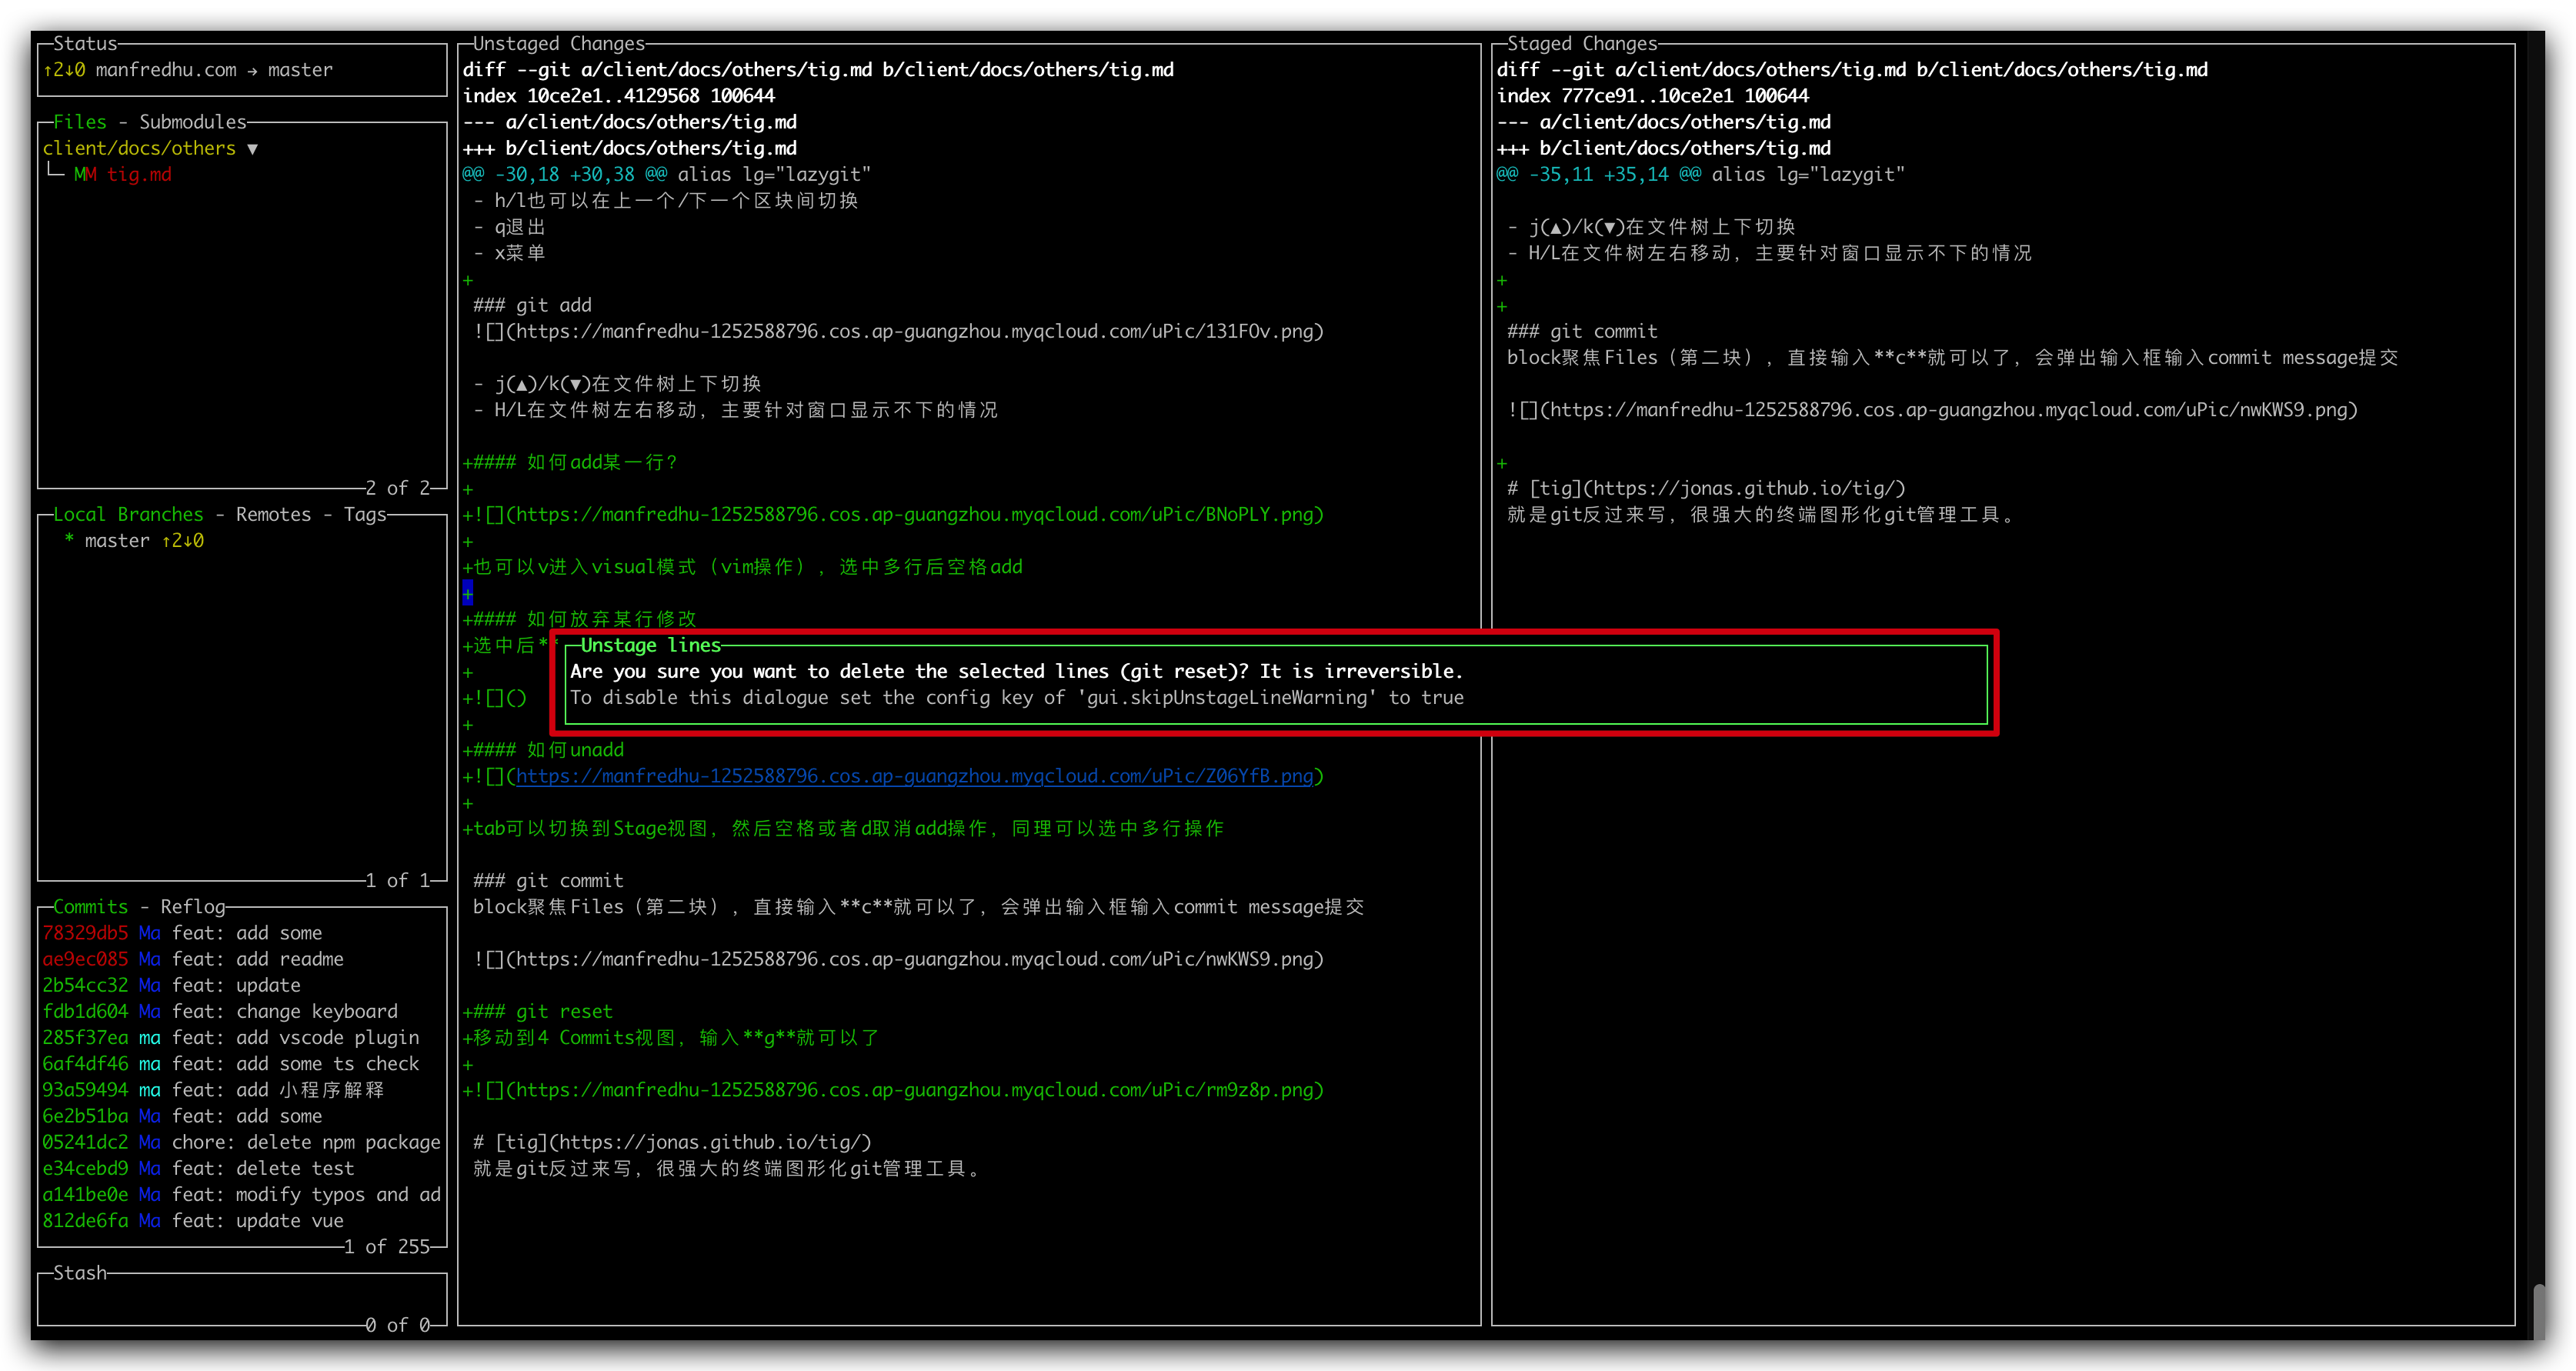 Status
↑2↓0 manfredhu.com → master
Files - Submodules
client/docs/others ▼
└─ MM tig.md
2 of 2
Local Branches - Remotes - Tags
* master ↑2↓0
1 of 1
Commits - Reflog
78329db5 Ma feat: add some
ae9ec085 Ma feat: add readme
2b54cc32 Ma feat: update
fdb1d604 Ma feat: change keyboard
285f37ea ma feat: add vscode plugin
6af4df46 ma feat: add some ts check
93a59494 ma feat: add 小程序解释
6e2b51ba Ma feat: add some
05241dc2 Ma chore: delete npm package
e34cebd9 Ma feat: delete test
a141be0e Ma feat: modify typos and ad
812de6fa Ma feat: update vue
1 of 255
Stash
0 of 0
Unstaged Changes
diff --git a/client/docs/others/tig.md b/client/docs/others/tig.md
index 10ce2e1..4129568 100644
--- a/client/docs/others/tig.md
+++ b/client/docs/others/tig.md
@@ -30,18 +30,38 @@ alias lg="lazygit"
- h/l也可以在上一个/下一个区块间切换
- q退出
- x菜单
+
### git add
![](https://manfredhu-1252588796.cos.ap-guangzhou.myqcloud.com/uPic/131FOv.png)
- j(▲)/k(▼)在文件树上下切换
- H/L在文件树左右移动，主要针对窗口显示不下的情况
+#### 如何add某一行?
+
+![](https://manfredhu-1252588796.cos.ap-guangzhou.myqcloud.com/uPic/BNoPLY.png)
+
+也可以v进入visual模式（vim操作），选中多行后空格add
+
+#### 如何放弃某行修改
+选中后**
+
+![]()
+
+#### 如何unadd
+![](https://manfredhu-1252588796.cos.ap-guangzhou.myqcloud.com/uPic/Z06YfB.png)
+
+tab可以切换到Stage视图，然后空格或者d取消add操作，同理可以选中多行操作
### git commit
block聚焦Files（第二块），直接输入**c**就可以了，会弹出输入框输入commit message提交
![](https://manfredhu-1252588796.cos.ap-guangzhou.myqcloud.com/uPic/nwKWS9.png)
+### git reset
+移动到4 Commits视图，输入**g**就可以了
+
+![](https://manfredhu-1252588796.cos.ap-guangzhou.myqcloud.com/uPic/rm9z8p.png)
# [tig](https://jonas.github.io/tig/)
就是git反过来写，很强大的终端图形化git管理工具。
Unstage lines
Are you sure you want to delete the selected lines (git reset)? It is irreversible.
To disable this dialogue set the config key of 'gui.skipUnstageLineWarning' to true
Staged Changes
diff --git a/client/docs/others/tig.md b/client/docs/others/tig.md
index 777ce91..10ce2e1 100644
--- a/client/docs/others/tig.md
+++ b/client/docs/others/tig.md
@@ -35,11 +35,14 @@ alias lg="lazygit"
- j(▲)/k(▼)在文件树上下切换
- H/L在文件树左右移动，主要针对窗口显示不下的情况
+
+
### git commit
block聚焦Files（第二块），直接输入**c**就可以了，会弹出输入框输入commit message提交
![](https://manfredhu-1252588796.cos.ap-guangzhou.myqcloud.com/uPic/nwKWS9.png)
+
# [tig](https://jonas.github.io/tig/)
就是git反过来写，很强大的终端图形化git管理工具。